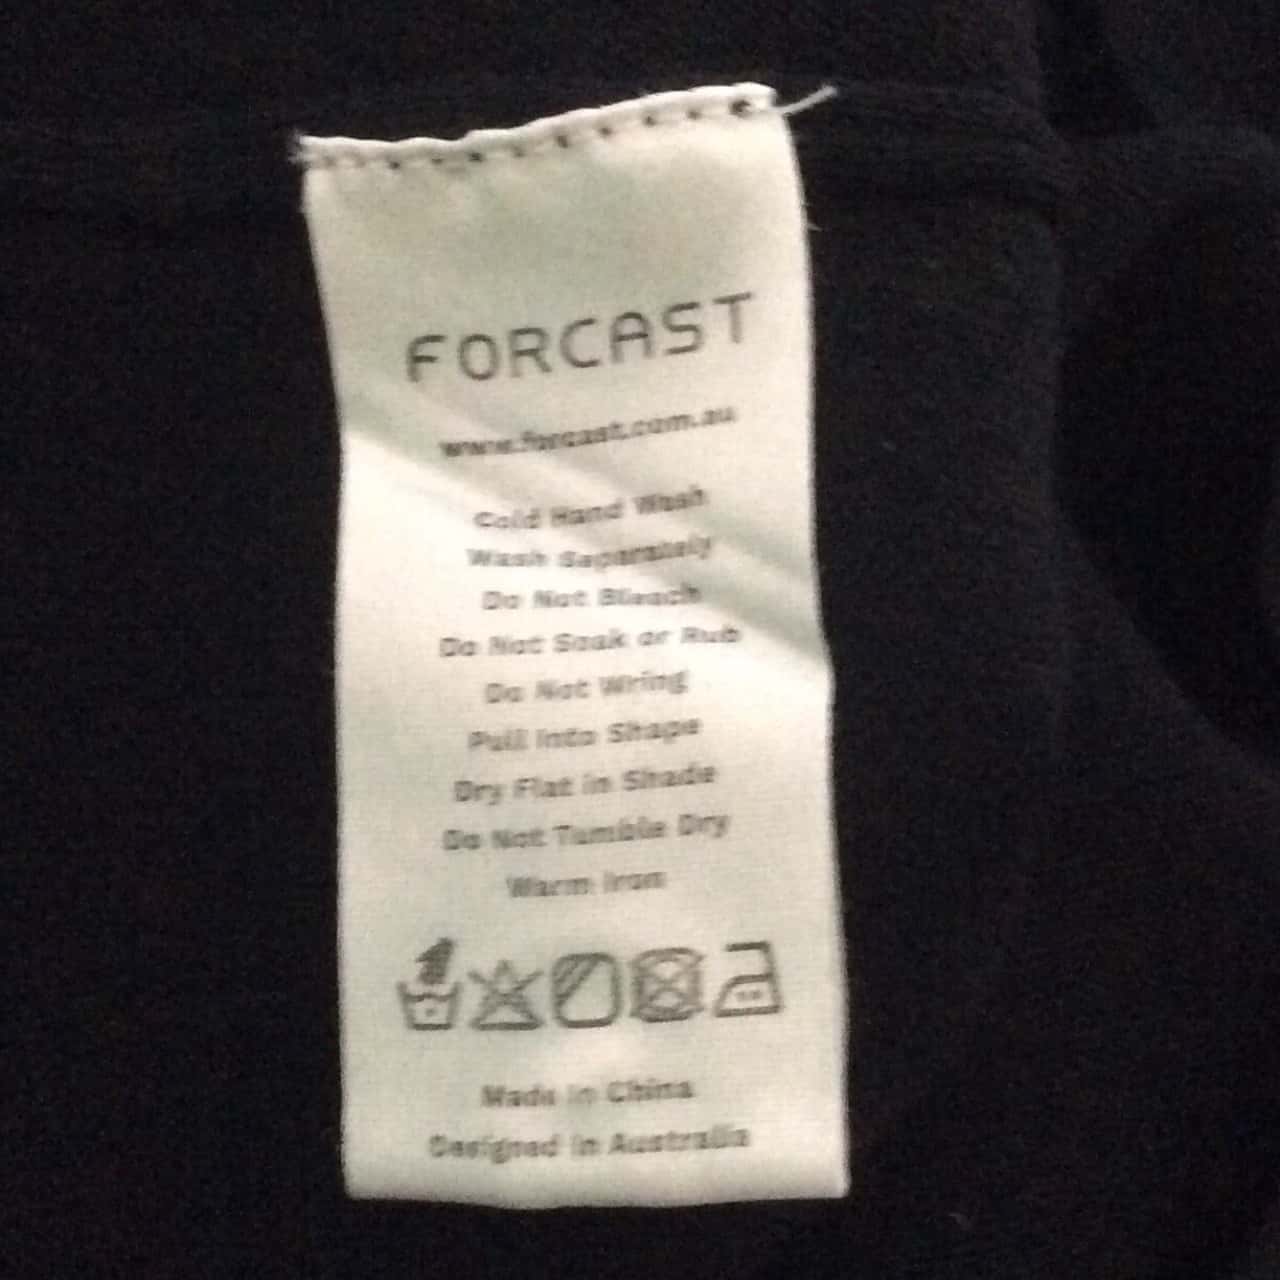 FORCAST
www.forcast.com.au
Cold Hand Wash
Wash Separately
Do Not Bleach
Do Not Soak or Rub
Do Not Wring
Pull Into Shape
Dry Flat in Shade
Do Not Tumble Dry
Warm Iron
Made in China
Designed in Australia